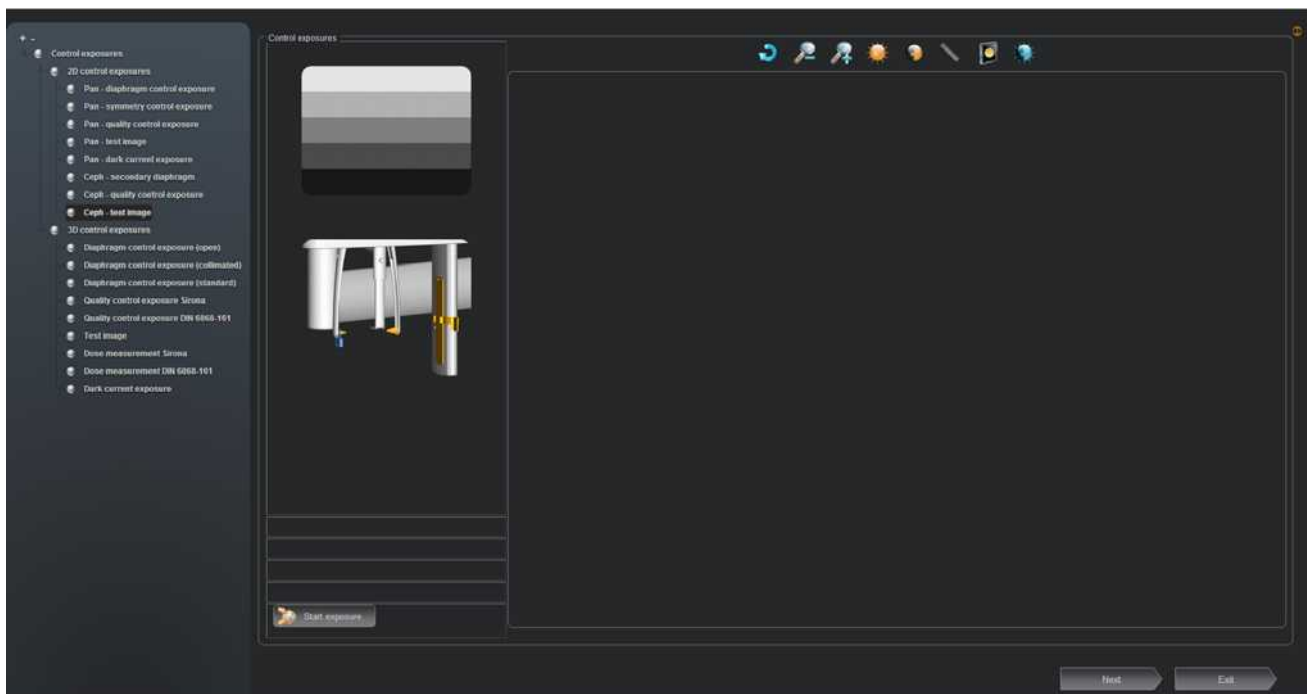 + -
Control exposures
2D control exposures
Pan - diaphragm control exposure
Pan - symmetry control exposure
Pan - quality control exposure
Pan - test image
Pan - dark current exposure
Ceph - secondary diaphragm
Ceph - quality control exposure
Ceph - test image
3D control exposures
Diaphragm control exposure (open)
Diaphragm control exposure (collimated)
Diaphragm control exposure (standard)
Quality control exposure Sirona
Quality control exposure DIN 6868-161
Test image
Dose measurement Sirona
Dose measurement DIN 6868-161
Dark current exposure
Control exposures
Start exposure
Next
Exit